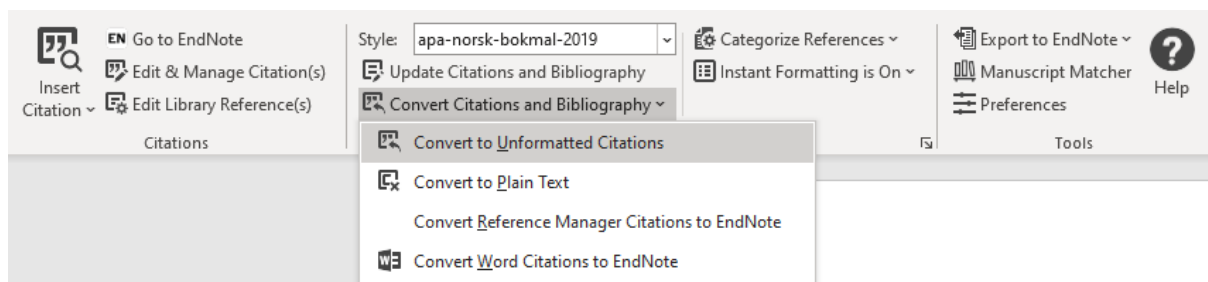 Insert
Citation
EN Go to EndNote
Edit & Manage Citation(s)
Edit Library Reference(s)
Citations
Style: apa-norsk-bokmal-2019
Update Citations and Bibliography
Convert Citations and Bibliography
Convert to Unformatted Citations
Convert to Plain Text
Convert Reference Manager Citations to EndNote
Convert Word Citations to EndNote
Categorize References
Instant Formatting is On
Export to EndNote
Manuscript Matcher
Preferences
Tools
Help